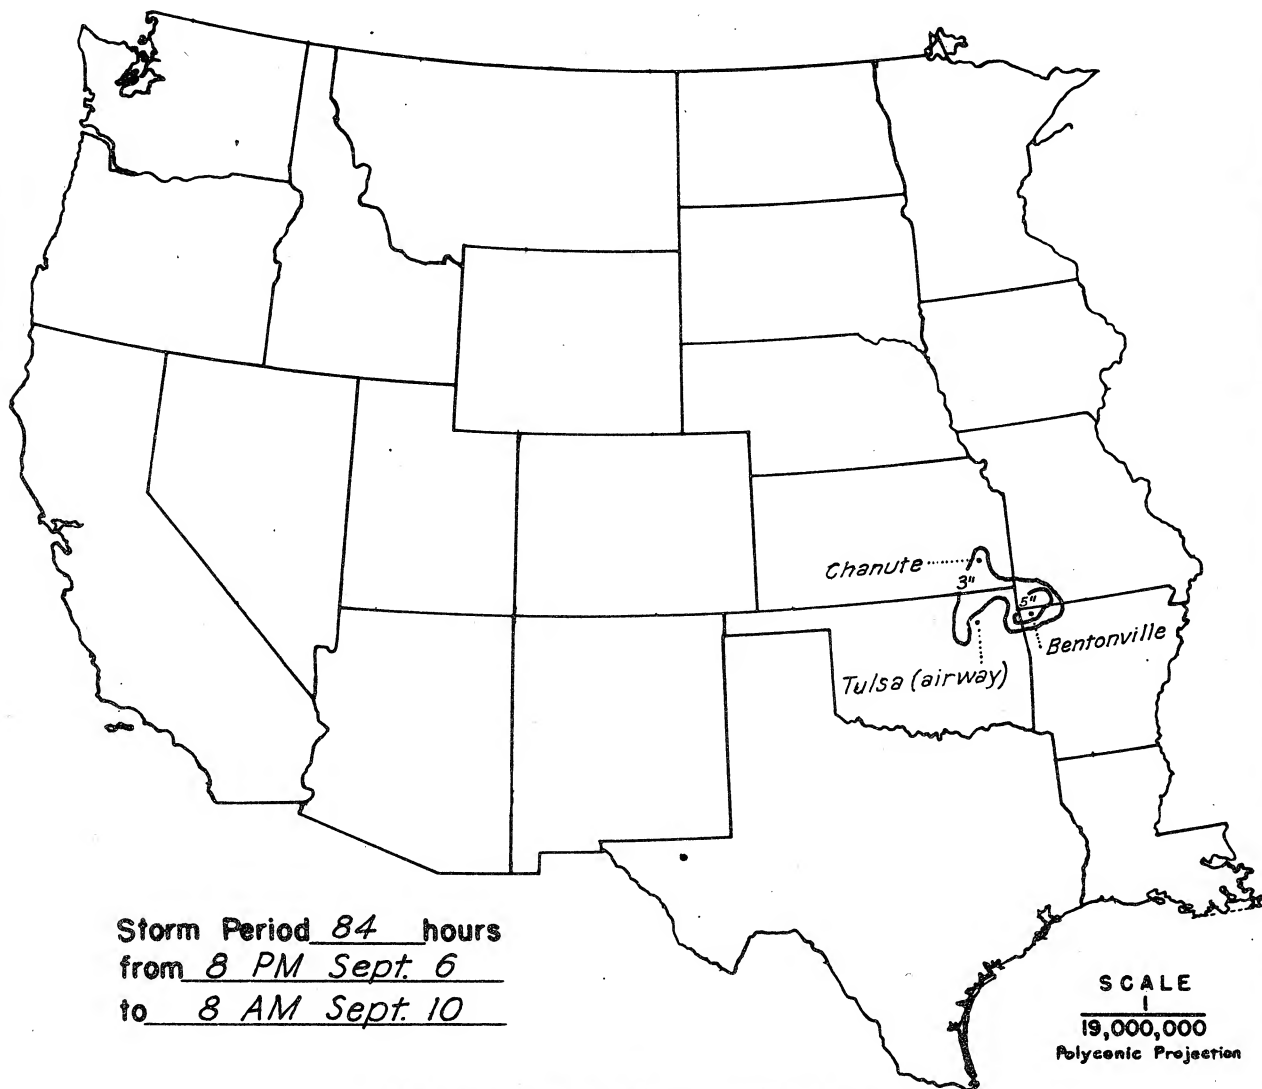 Chanute
3"
5"
Bentonville
Tulsa (airway)
Storm Period 84 hours
from 8 PM Sept. 6
to 8 AM Sept. 10
SCALE
1
19,000,000
Polyconic Projection